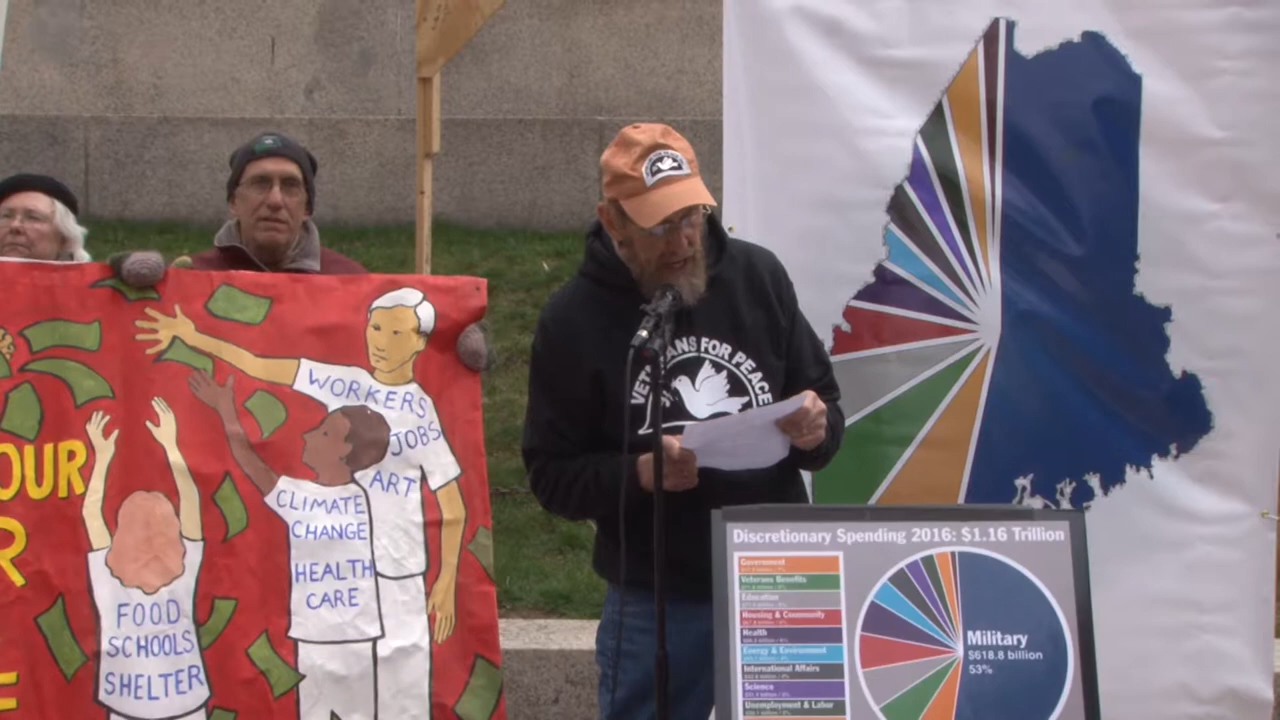 OUR
R
FOOD
SCHOOLS
SHELTER
CLIMATE
CHANGE
HEALTH
CARE
WORKERS
JOBS
ART
VETERANS FOR PEACE
Discretionary Spending 2016: $1.16 Trillion
Government
Veterans Benefits
Education
Housing & Community
Health
Energy & Environment
International Affairs
Science
Unemployment & Labor
Military
$618.8 billion
53%